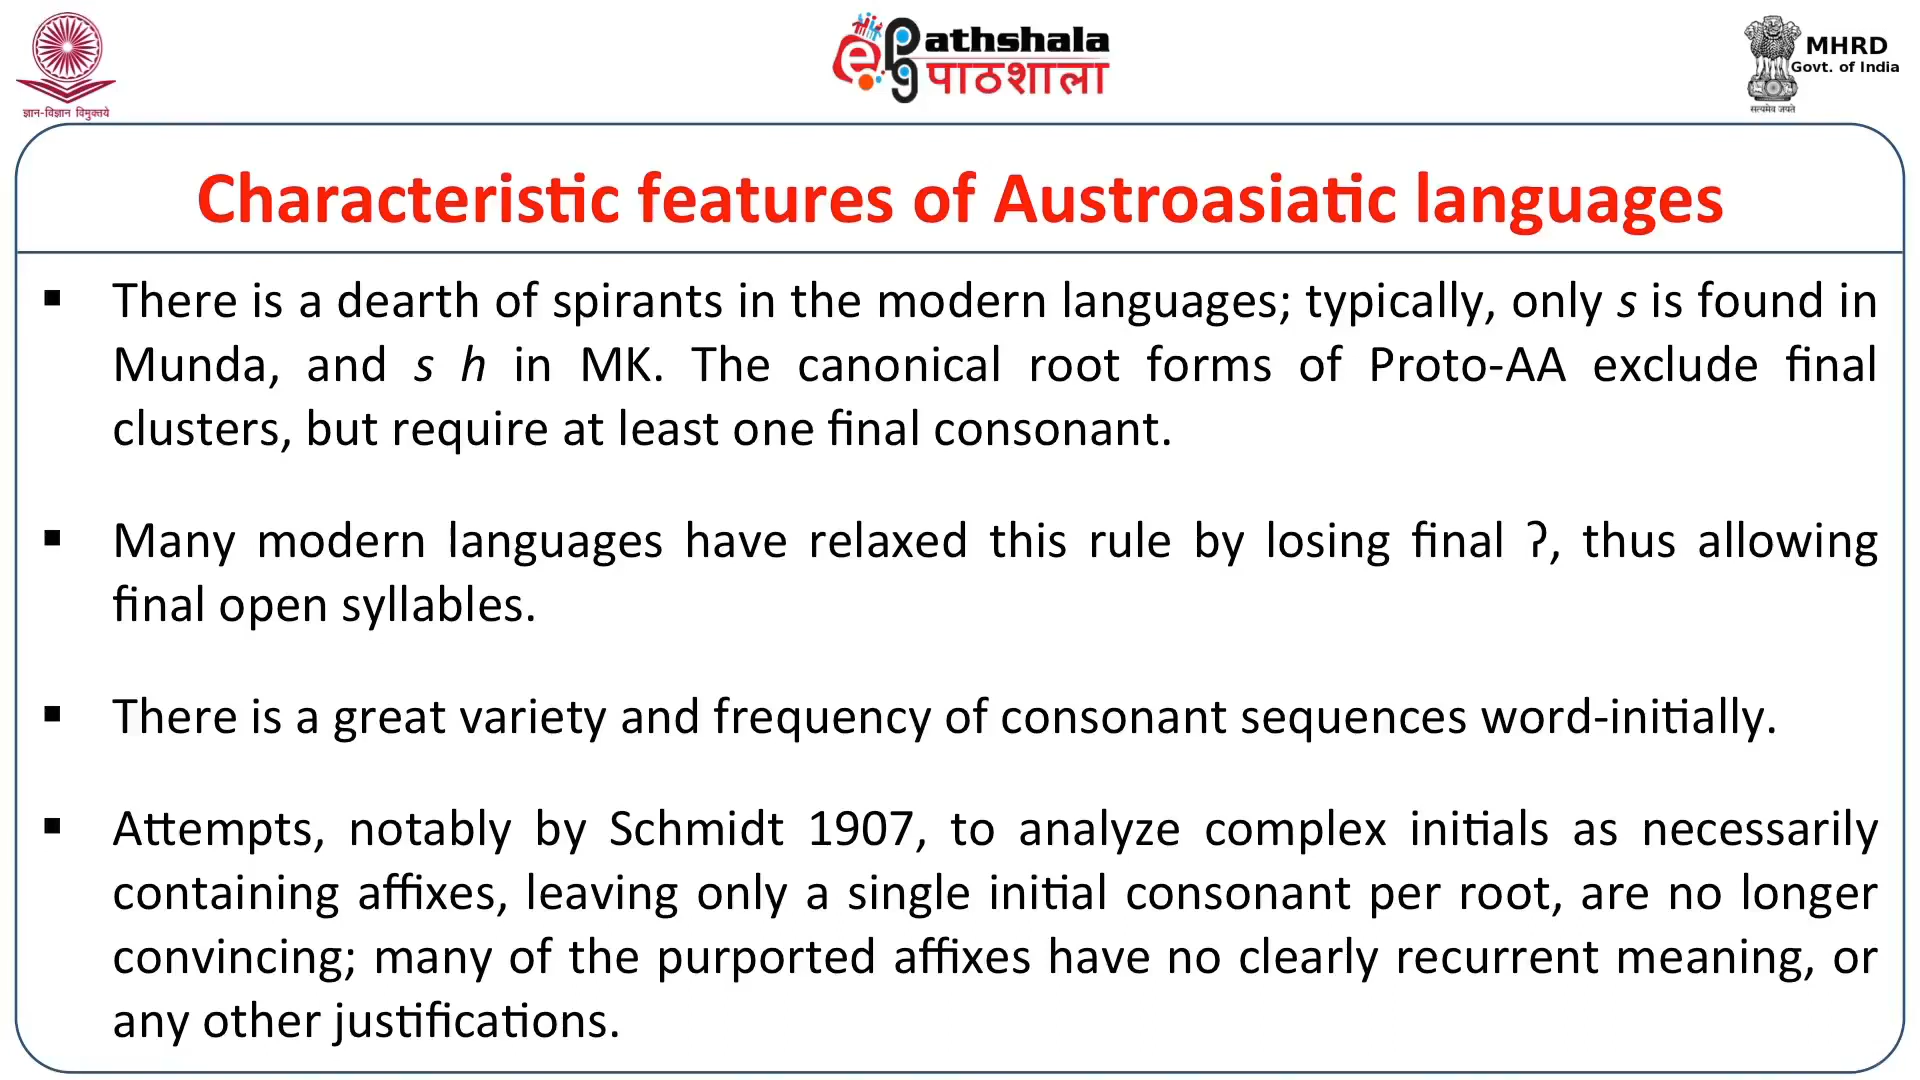 ज्ञान-विज्ञान विमुक्तये
ePathshala
पाठशाला
MHRD
Govt. of India
सत्यमेव जयते
Characteristic features of Austroasiatic languages
▪ There is a dearth of spirants in the modern languages; typically, only s is found in
Munda, and s h in MK. The canonical root forms of Proto-AA exclude final
clusters, but require at least one final consonant.
▪ Many modern languages have relaxed this rule by losing final ʔ, thus allowing
final open syllables.
▪ There is a great variety and frequency of consonant sequences word-initially.
▪ Attempts, notably by Schmidt 1907, to analyze complex initials as necessarily
containing affixes, leaving only a single initial consonant per root, are no longer
convincing; many of the purported affixes have no clearly recurrent meaning, or
any other justifications.